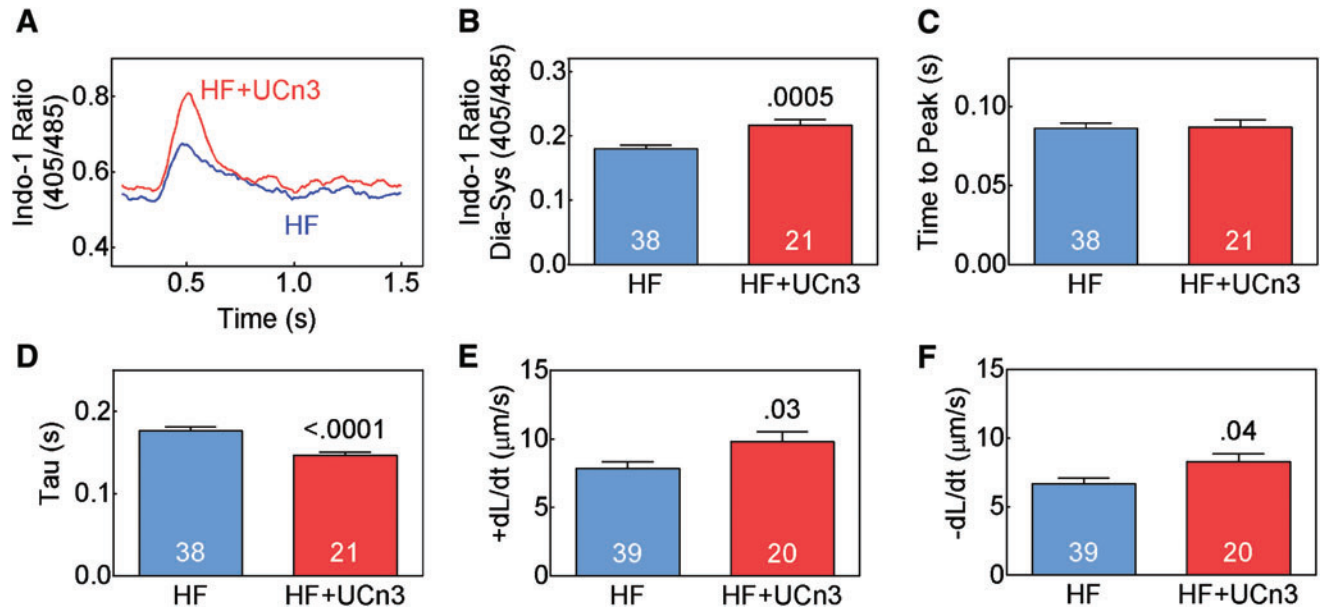 A
Indo-1 Ratio
(405/485)
0.8
0.6
0.4
HF+UCn3
HF
0.5
1.0
1.5
Time (s)
B
Indo-1 Ratio
Dia-Sys (405/485)
0.3
0.2
0.1
0.0
.0005
38
21
HF
HF+UCn3
C
Time to Peak (s)
0.10
0.05
0.00
38
21
HF
HF+UCn3
D
Tau (s)
0.2
0.1
0.0
<.0001
38
21
HF
HF+UCn3
E
+dL/dt (μm/s)
15
10
5
0
.03
39
20
HF
HF+UCn3
F
-dL/dt (μm/s)
15
10
5
0
.04
39
20
HF
HF+UCn3